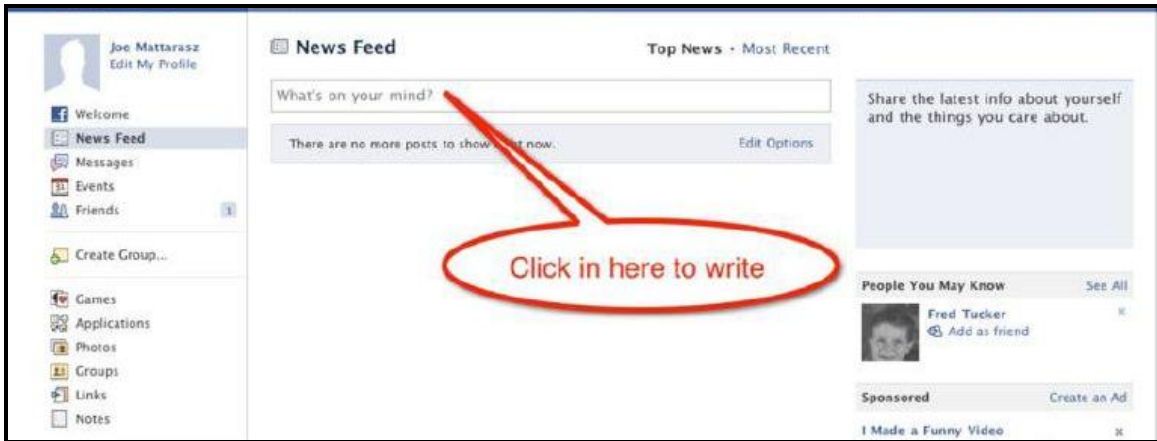 Joe Mattarasz
Edit My Profile
Welcome
News Feed
Messages
31 Events
Friends 1
Create Group...
Games
Applications
Photos
Groups
Links
Notes
News Feed
Top News · Most Recent
What's on your mind?
There are no more posts to show right now. Edit Options
Click in here to write
Share the latest info about yourself
and the things you care about.
People You May Know See All
Fred Tucker x
Add as friend
Sponsored Create an Ad
I Made a Funny Video x